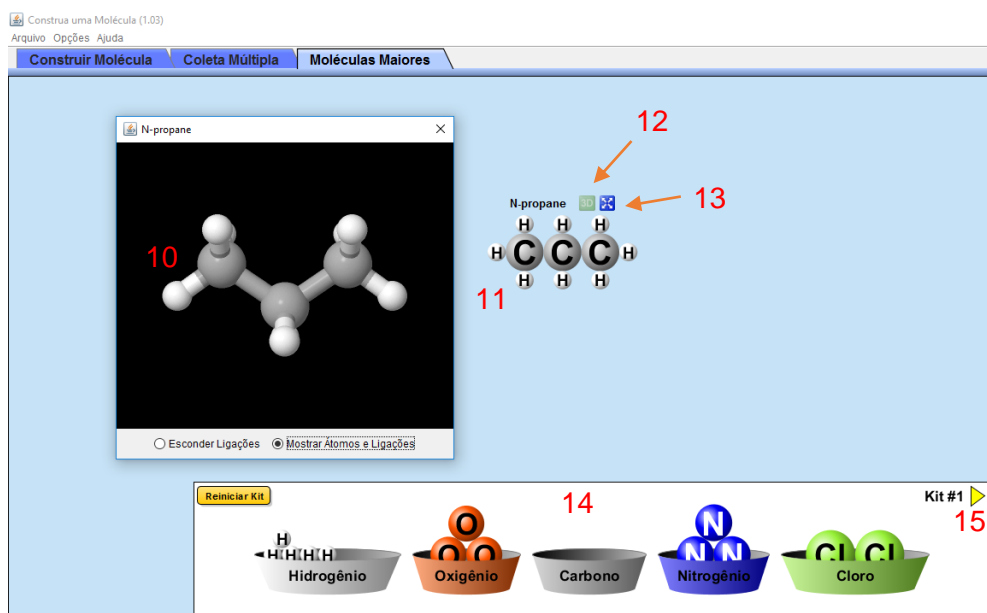 Construa uma Molécula (1.03)
Arquivo Opções Ajuda
Construir Molécula Coleta Múltipla Moléculas Maiores
12
N-propane
13
N-propane 3D
H H H
10
H C C C H
H H H
11
Esconder Ligações Mostrar Átomos e Ligações
Reiniciar Kit
14
Kit #1
15
H
H H H H
O
O O
N
N N
Cl Cl
Hidrogênio Oxigênio Carbono Nitrogênio Cloro